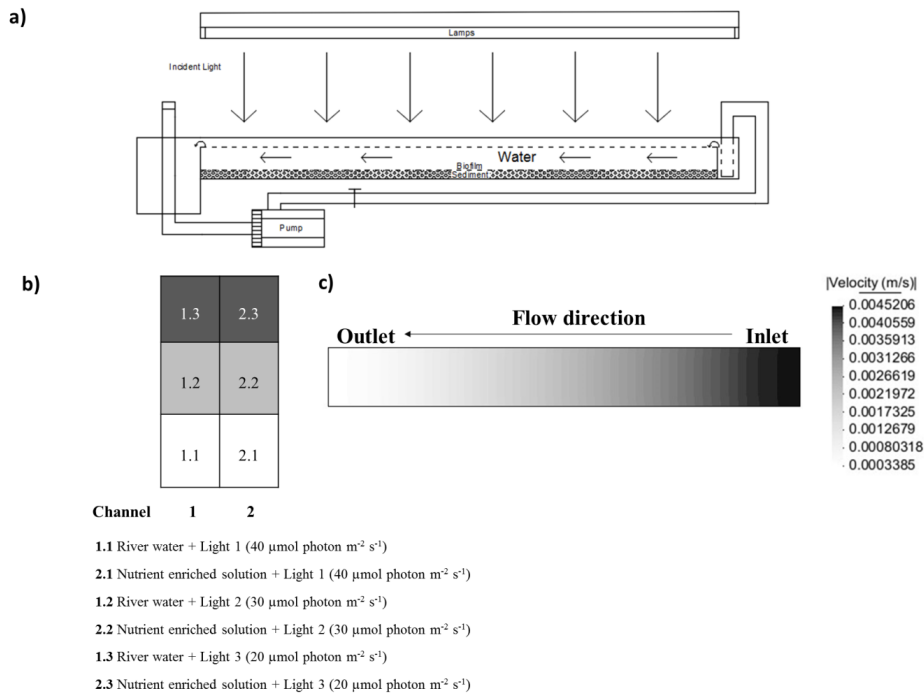 a)
Lamps
Incident Light
Water
Biofilm
Sediment
Pump
b)
1.3 2.3
1.2 2.2
1.1 2.1
Channel 1 2
c)
Flow direction
Outlet Inlet
|Velocity (m/s)|
0.0045206
0.0040559
0.0035913
0.0031266
0.0026619
0.0021972
0.0017325
0.0012679
0.00080318
0.0003385
1.1 River water + Light 1 (40 µmol photon m⁻² s⁻¹)
2.1 Nutrient enriched solution + Light 1 (40 µmol photon m⁻² s⁻¹)
1.2 River water + Light 2 (30 µmol photon m⁻² s⁻¹)
2.2 Nutrient enriched solution + Light 2 (30 µmol photon m⁻² s⁻¹)
1.3 River water + Light 3 (20 µmol photon m⁻² s⁻¹)
2.3 Nutrient enriched solution + Light 3 (20 µmol photon m⁻² s⁻¹)